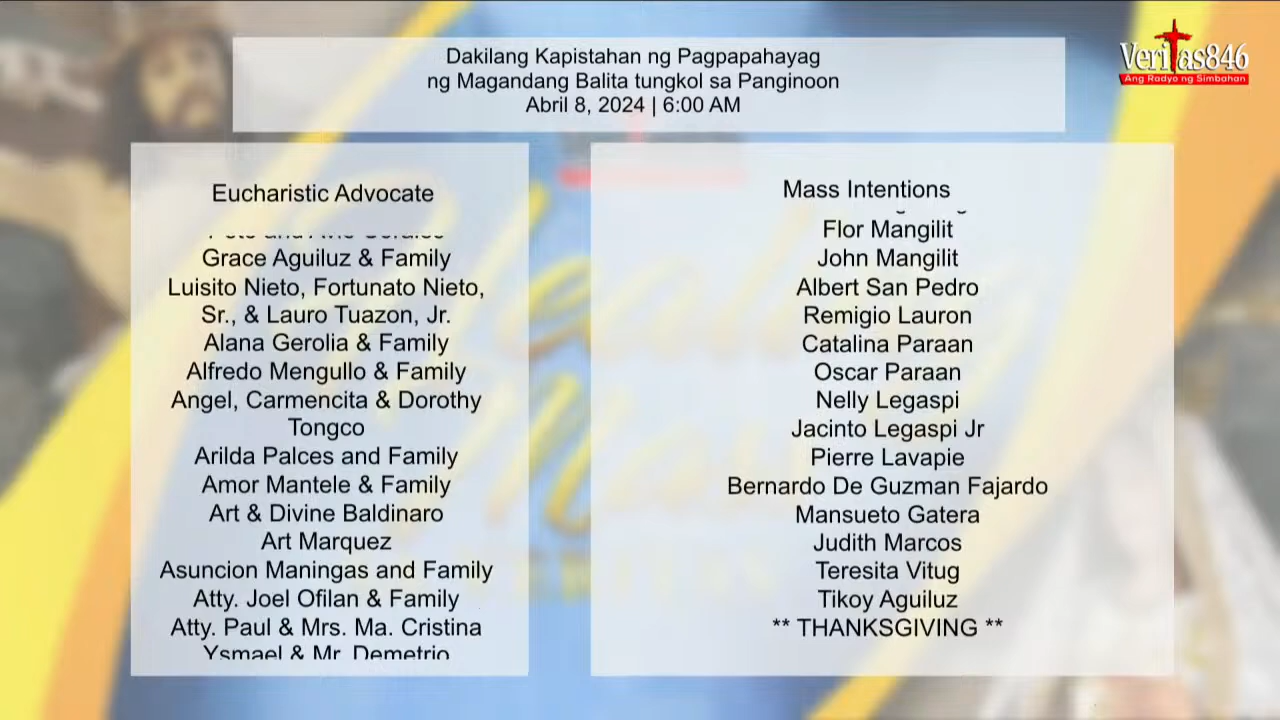 Dakilang Kapistahan ng Pagpapahayag
ng Magandang Balita tungkol sa Panginoon
Abril 8, 2024 | 6:00 AM
Veritas846
Ang Radyo ng Simbahan
Eucharistic Advocate
Grace Aguiluz & Family
Luisito Nieto, Fortunato Nieto,
Sr., & Lauro Tuazon, Jr.
Alana Gerolia & Family
Alfredo Mengullo & Family
Angel, Carmencita & Dorothy
Tongco
Arilda Palces and Family
Amor Mantele & Family
Art & Divine Baldinaro
Art Marquez
Asuncion Maningas and Family
Atty. Joel Ofilan & Family
Atty. Paul & Mrs. Ma. Cristina
Ysmael & Mr. Demetrio
Mass Intentions
Flor Mangilit
John Mangilit
Albert San Pedro
Remigio Lauron
Catalina Paraan
Oscar Paraan
Nelly Legaspi
Jacinto Legaspi Jr
Pierre Lavapie
Bernardo De Guzman Fajardo
Mansueto Gatera
Judith Marcos
Teresita Vitug
Tikoy Aguiluz
** THANKSGIVING **